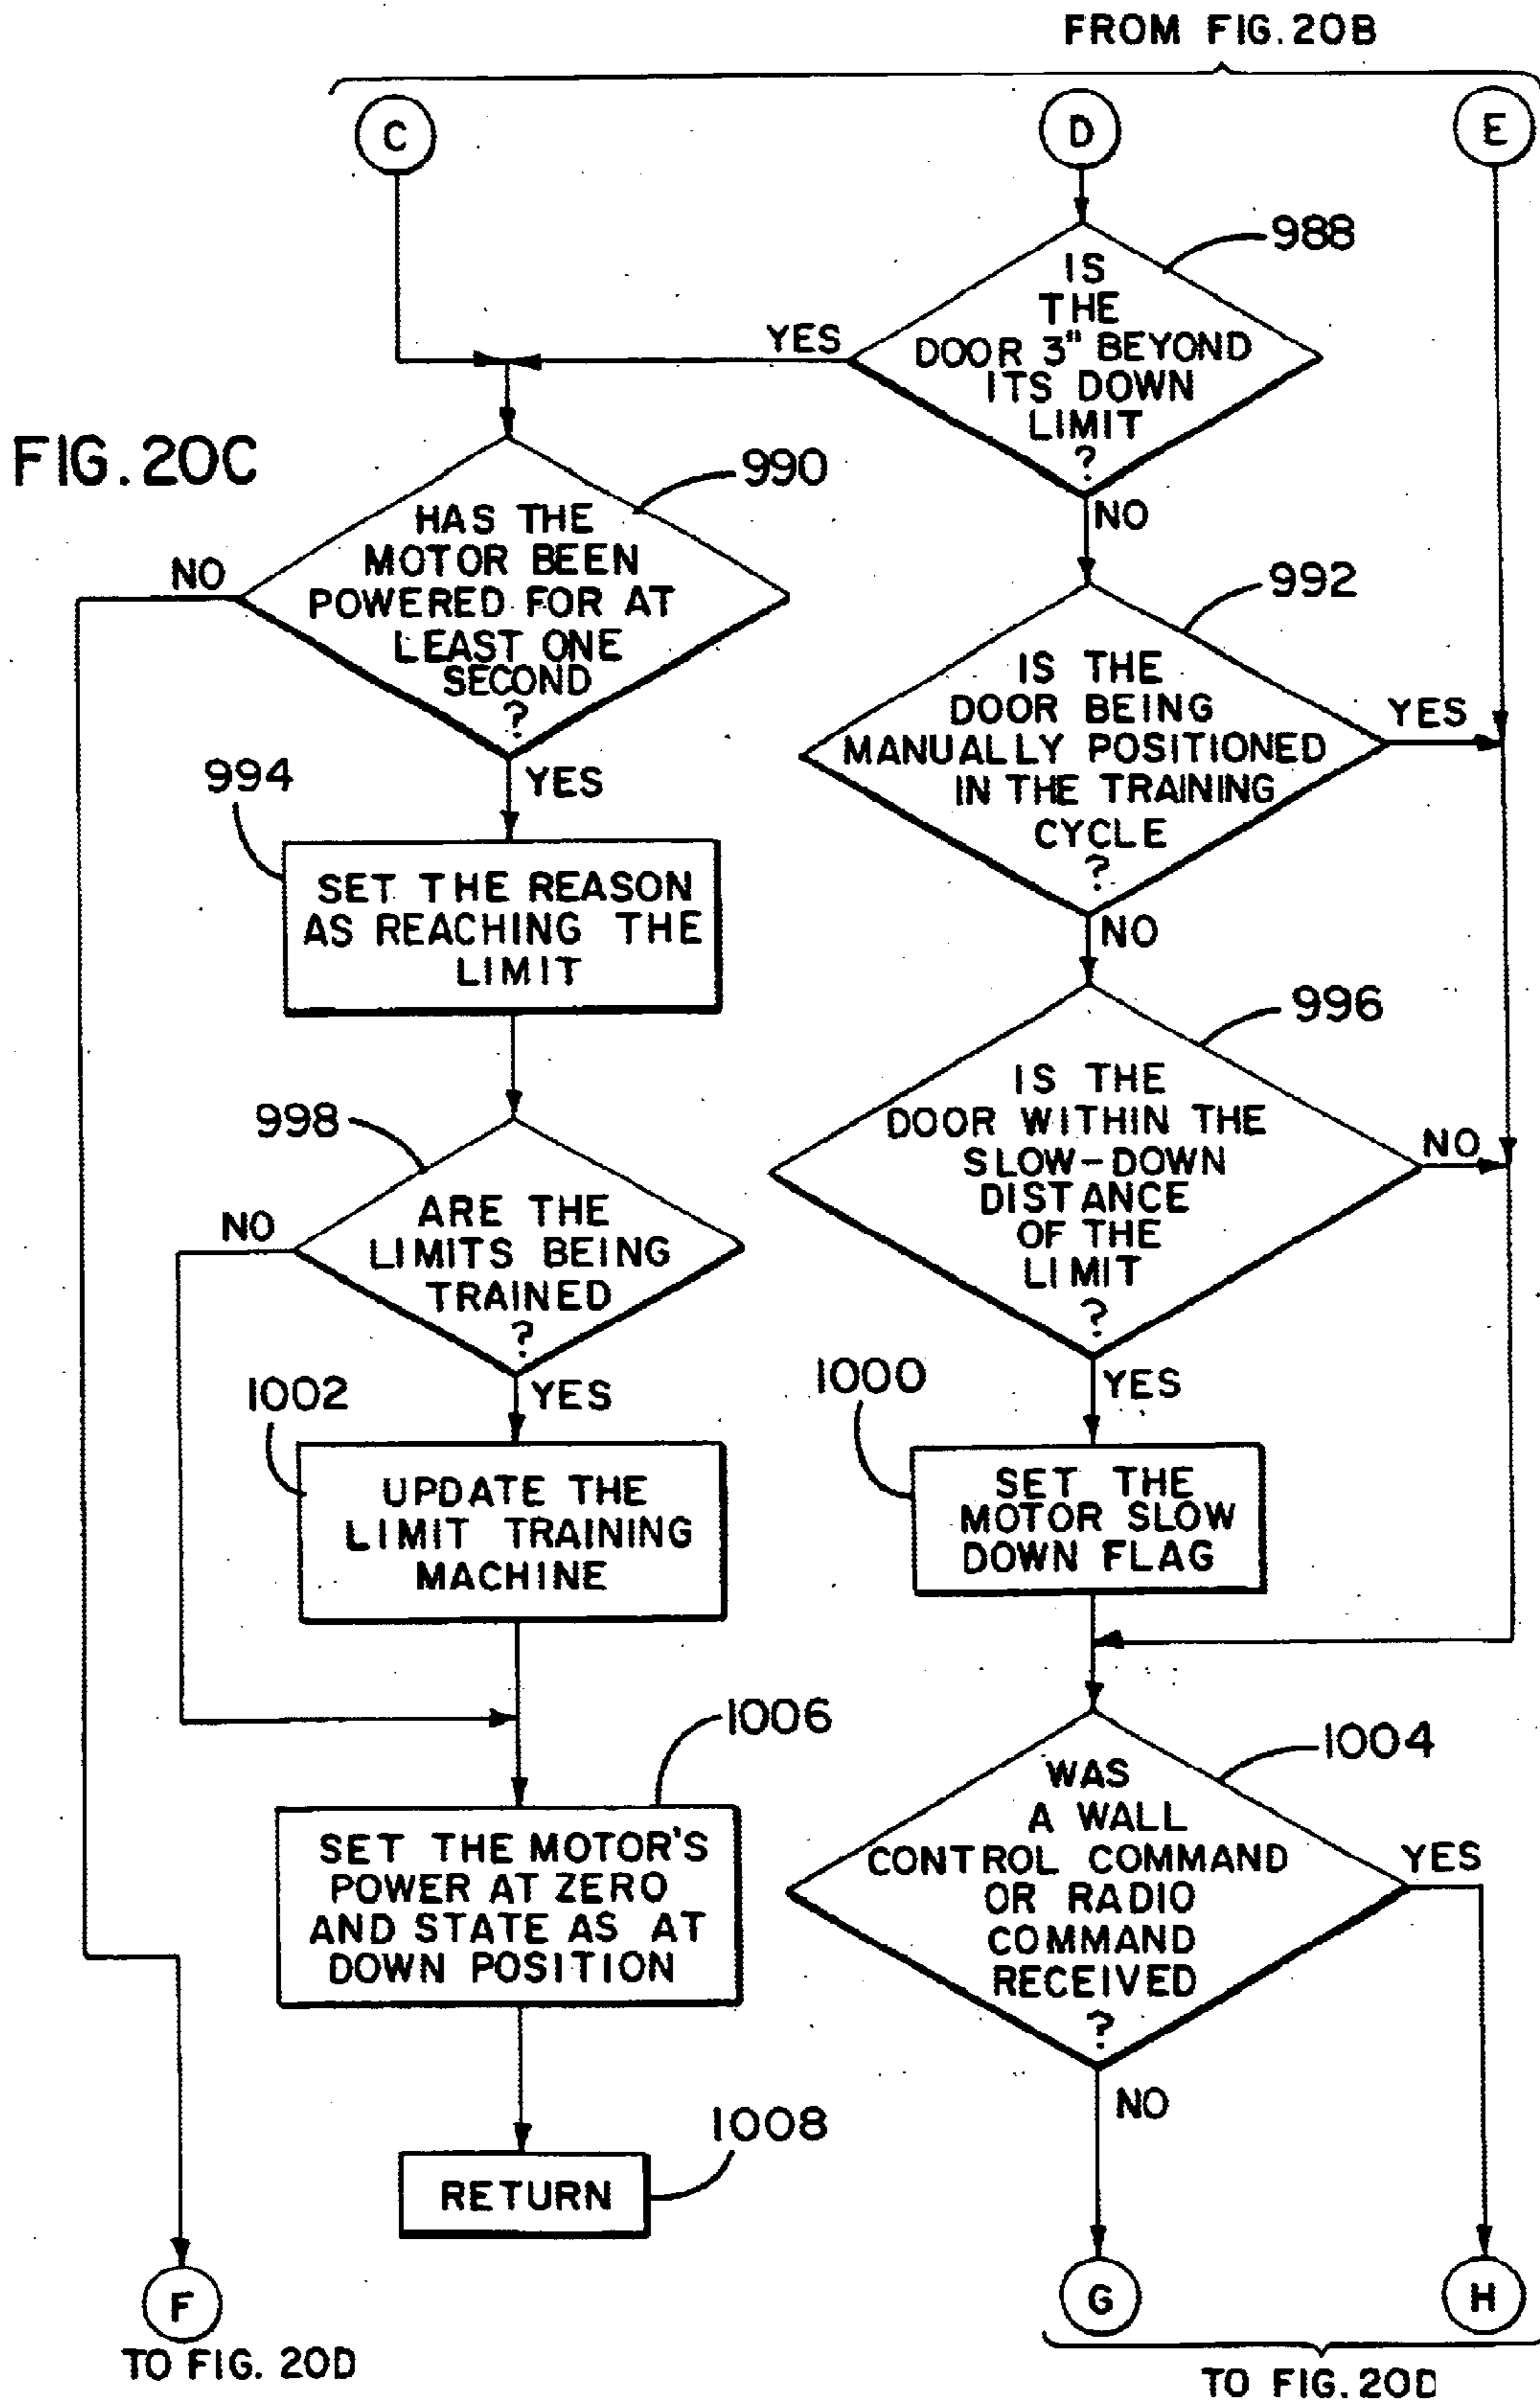 FROM FIG. 20B
C
D
E
988
IS
THE
DOOR 3" BEYOND
ITS DOWN
LIMIT
?
YES
NO
FIG. 20C
990
HAS THE
MOTOR BEEN
POWERED FOR AT
LEAST ONE
SECOND
?
NO
YES
992
IS THE
DOOR BEING
MANUALLY POSITIONED
IN THE TRAINING
CYCLE
?
YES
NO
994
SET THE REASON
AS REACHING THE
LIMIT
996
IS THE
DOOR WITHIN THE
SLOW-DOWN
DISTANCE
OF THE
LIMIT
?
NO
YES
998
ARE THE
LIMITS BEING
TRAINED
?
NO
YES
1000
SET THE
MOTOR SLOW
DOWN FLAG
1002
UPDATE THE
LIMIT TRAINING
MACHINE
1004
WAS
A WALL
CONTROL COMMAND
OR RADIO
COMMAND
RECEIVED
?
YES
NO
1006
SET THE MOTOR'S
POWER AT ZERO
AND STATE AS AT
DOWN POSITION
1008
RETURN
F
TO FIG. 20D
G
H
TO FIG. 20D